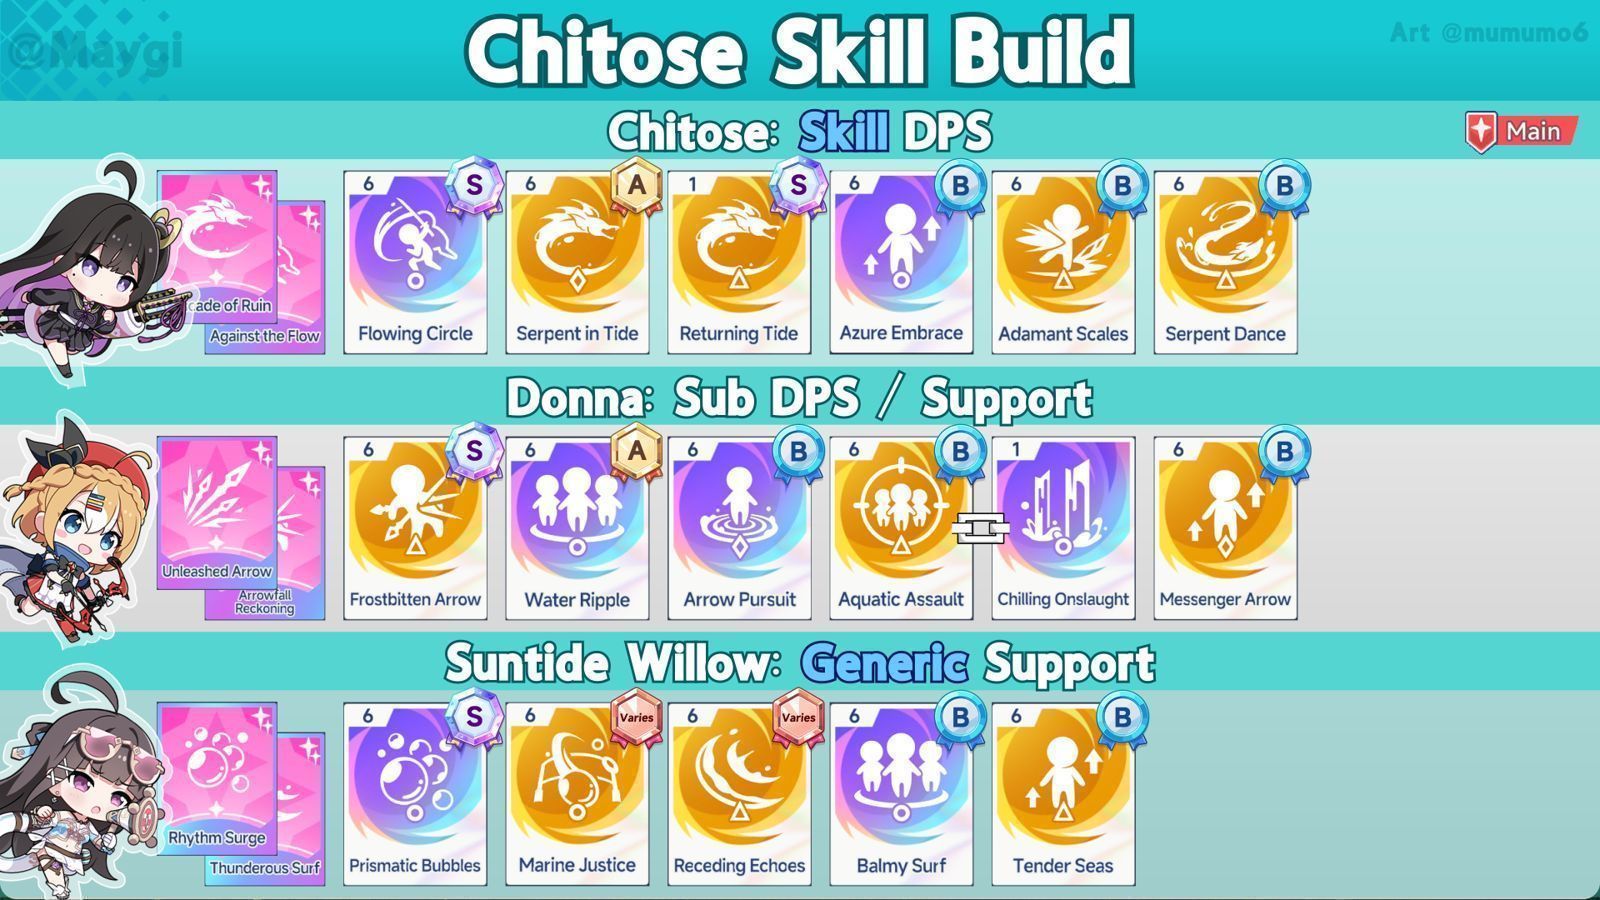 @Maygi
Chitose Skill Build
Art @mumumo6
Chitose: Skill DPS
Main
ade of Ruin
Against the Flow
6
S
Flowing Circle
6
A
Serpent in Tide
1
S
Returning Tide
6
B
Azure Embrace
6
B
Adamant Scales
6
B
Serpent Dance
Donna: Sub DPS / Support
Unleashed Arrow
Arrowfall
Reckoning
6
S
Frostbitten Arrow
6
A
Water Ripple
6
B
Arrow Pursuit
6
B
Aquatic Assault
1
Chilling Onslaught
6
B
Messenger Arrow
Suntide Willow: Generic Support
Rhythm Surge
Thunderous Surf
6
S
Prismatic Bubbles
6
Varies
Marine Justice
6
Varies
Receding Echoes
6
B
Balmy Surf
6
B
Tender Seas